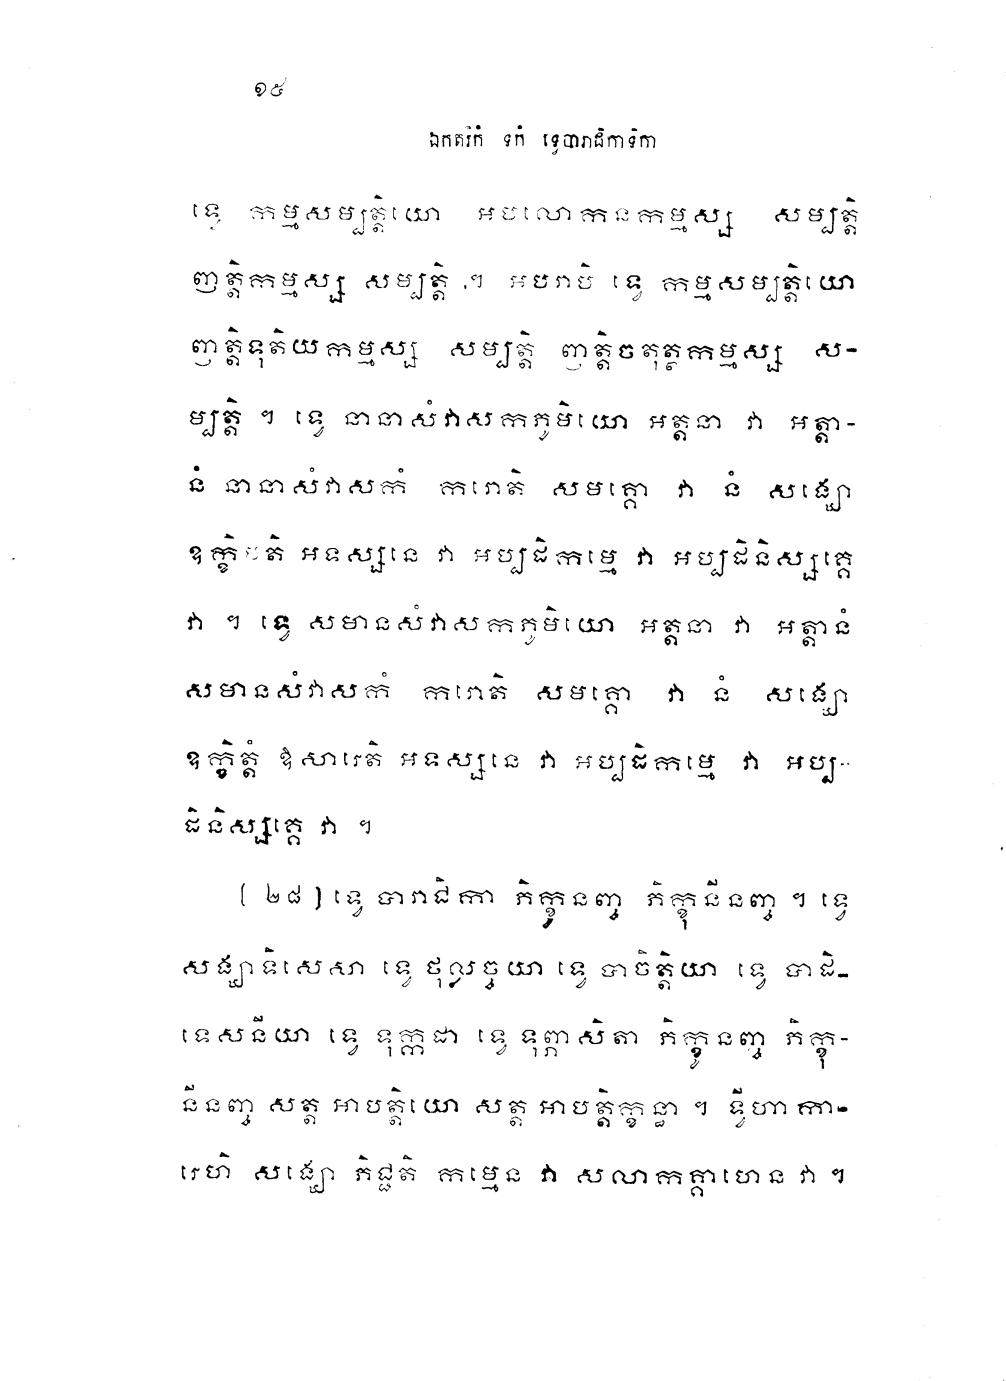 ១៥
ឯកតរិកំ ទុកំ ទ្វេបារាជិកាទិកា
ទ្វេ កម្មសម្បត្តិយោ អបលោកនកម្មស្ស សម្បត្តិ
ញត្តិកម្មស្ស សម្បត្តិ ។ អបរាបិ ទ្វេ កម្មសម្បត្តិយោ
ញត្តិទុតិយកម្មស្ស សម្បត្តិ ញត្តិចតុត្ថកម្មស្ស ស-
ម្បត្តិ ។ ទ្វេ នានាសំវាសកភូមិយោ អត្តនា វា អត្តា-
នំ នានាសំវាសកំ ករោតិ សមគ្គោ វា នំ សង្ឃោ
ឧក្ខិបតិ អទស្សនេ វា អប្បដិកម្មេ វា អប្បដិនិស្សគ្គេ
វា ។ ទ្វេ សមានសំវាសកភូមិយោ អត្តនា វា អត្តានំ
សមានសំវាសកំ ករោតិ សមគ្គោ វា នំ សង្ឃោ
ឧក្ខិត្តំ ឱសារេតិ អទស្សនេ វា អប្បដិកម្មេ វា អប្ប-
ដិនិស្សគ្គេ វា ។
[ ២៨ ] ទ្វេ បារាជិកា ភិក្ខូនញ្ច ភិក្ខុនីនញ្ច ។ ទ្វេ
សង្ឃាទិសេសា ទ្វេ ថុល្លច្ចយា ទ្វេ បាចិត្តិយា ទ្វេ បាដិ-
ទេសនីយា ទ្វេ ទុក្កដា ទ្វេ ទុព្ភាសិតា ភិក្ខូនញ្ច ភិក្ខុ-
នីនញ្ច សត្ត អាបត្តិយោ សត្ត អាបត្តិក្ខន្ធា ។ ទ្វីហាកា-
រេហិ សង្ឃោ ភិជ្ជតិ កម្មេន វា សលាកគ្គាហេន វា ។